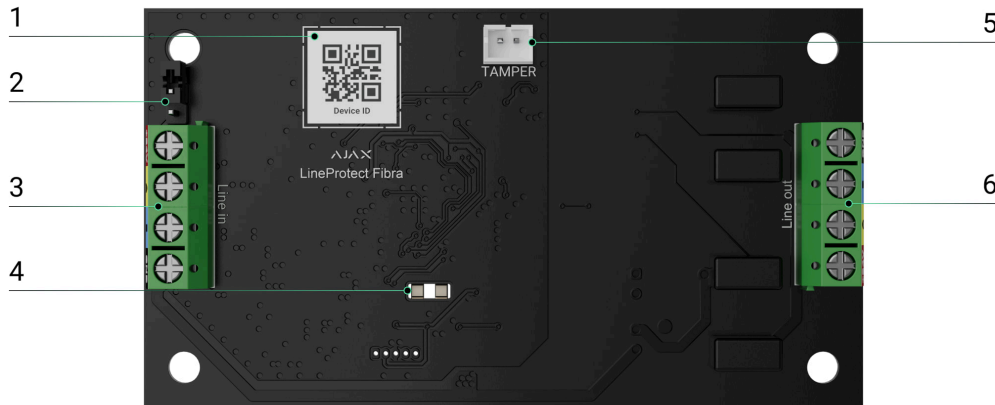 1
5
TAMPER
2
Device ID
AJAX
LineProtect Fibra
3
Line in
Line out
6
4